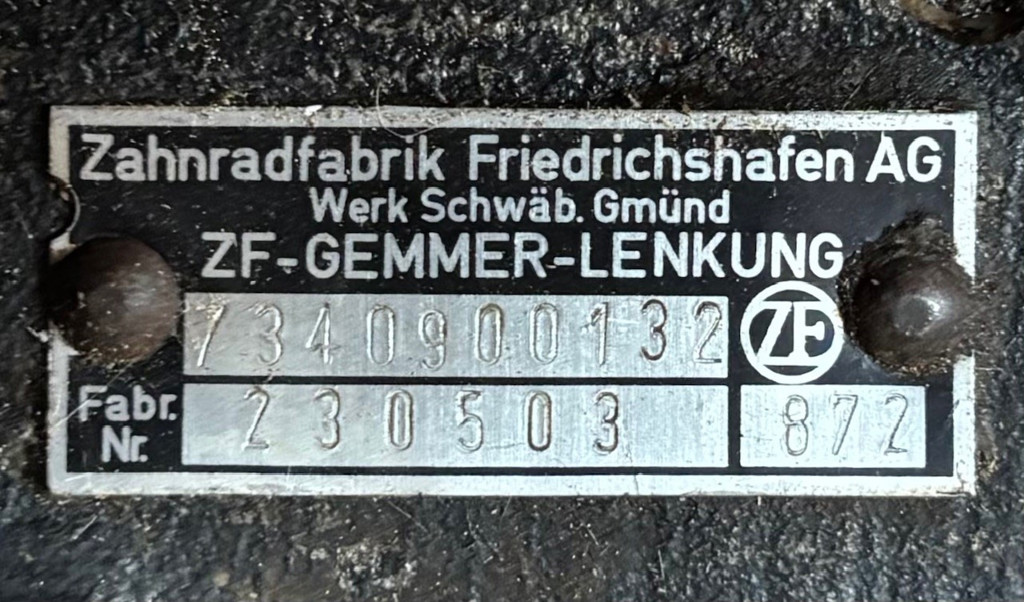 Zahnradfabrik Friedrichshafen AG
Werk Schwäb. Gmünd
ZF-GEMMER-LENKUNG
7340900132 ZF
Fabr. Nr. 230503 872